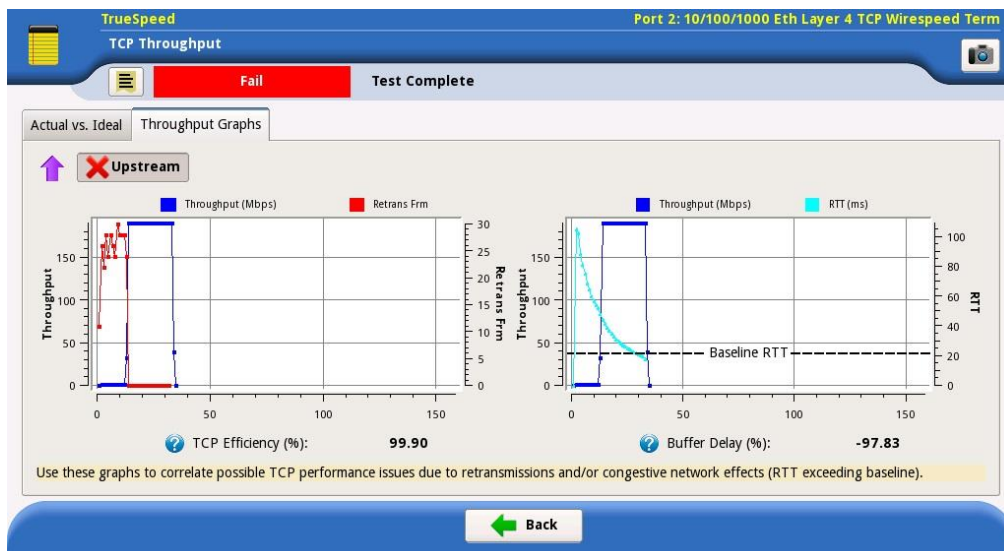 TrueSpeed
Port 2: 10/100/1000 Eth Layer 4 TCP Wirespeed Term
TCP Throughput
Fail
Test Complete
Actual vs. Ideal
Throughput Graphs
Upstream
Throughput (Mbps)
Retrans Frm
Throughput
150
100
50
0
30
25
20
15
10
5
0
Retrans Frm
0
50
100
150
TCP Efficiency (%):
99.90
Throughput (Mbps)
RTT (ms)
Throughput
150
100
50
0
Baseline RTT
100
80
60
40
20
0
RTT
0
50
100
150
Buffer Delay (%):
-97.83
Use these graphs to correlate possible TCP performance issues due to retransmissions and/or congestive network effects (RTT exceeding baseline).
Back